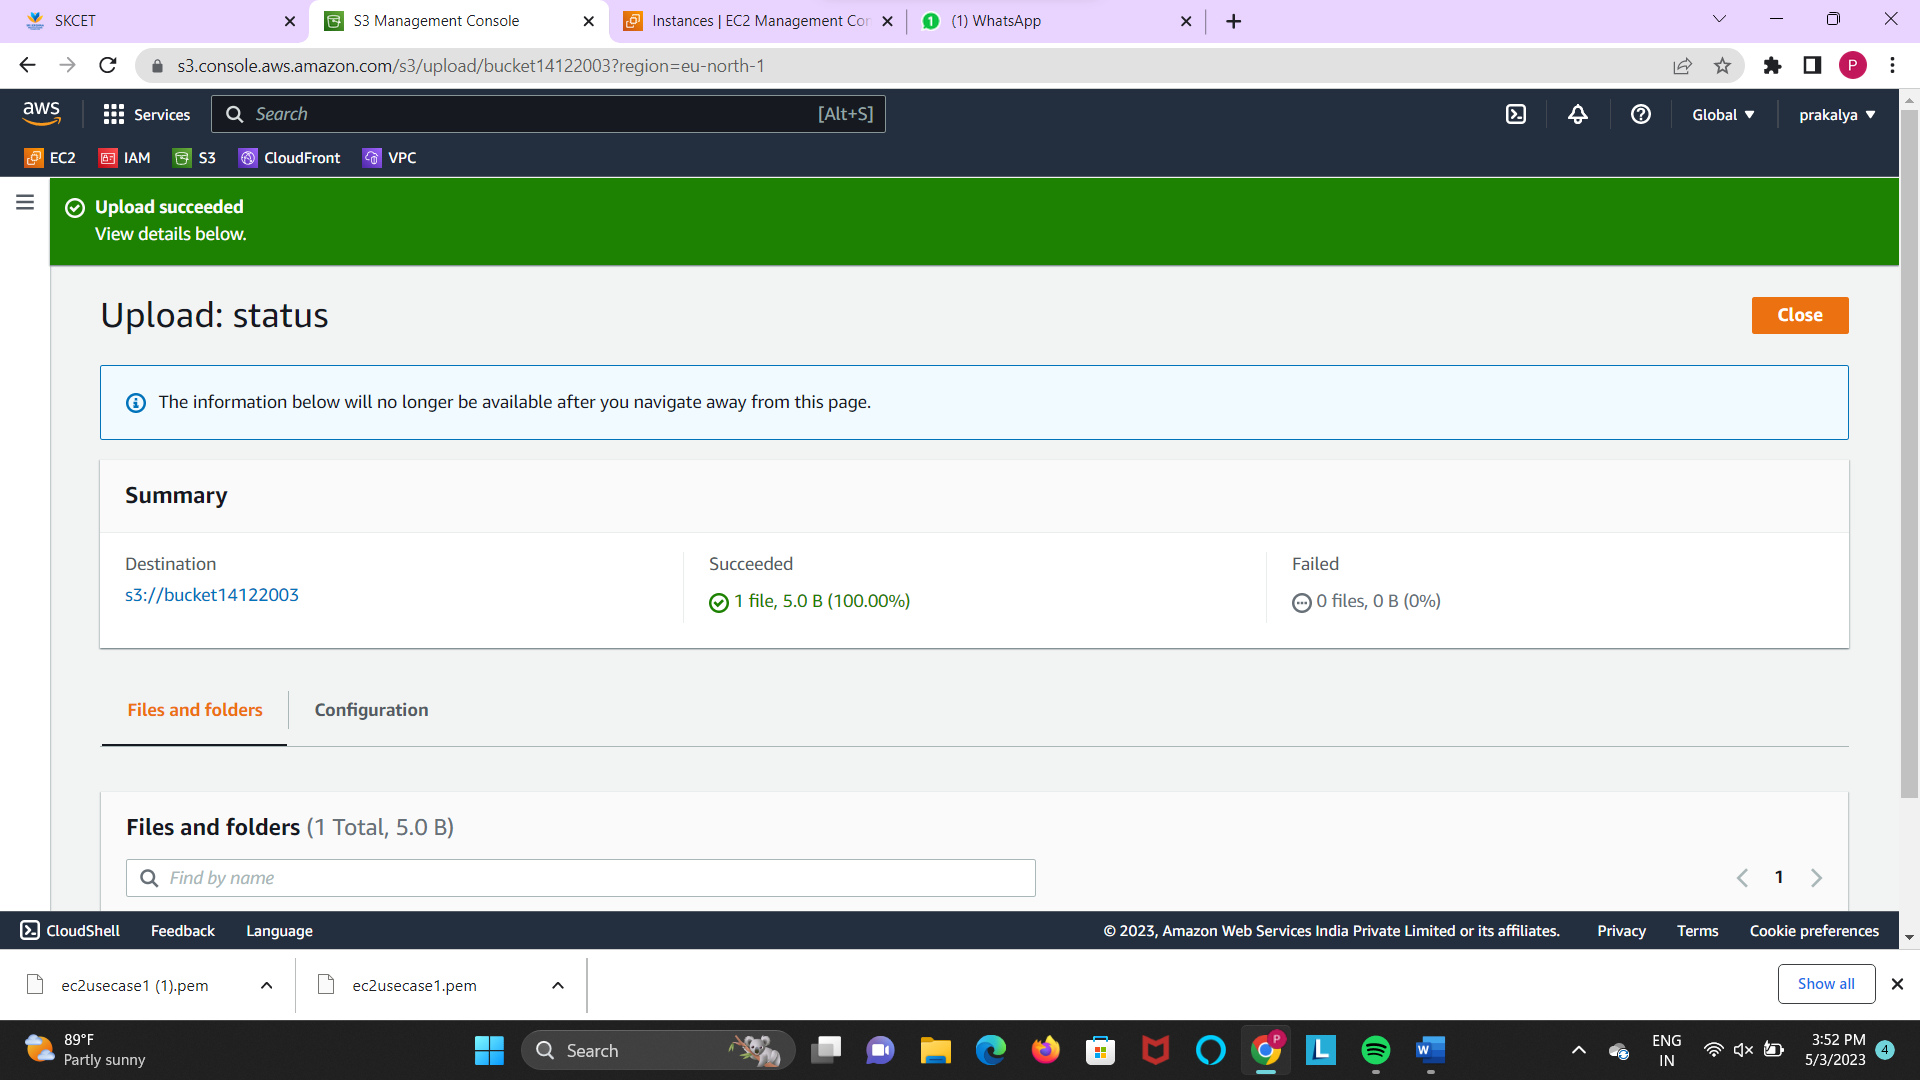 SKCET
S3 Management Console
Instances | EC2 Management Con
(1) WhatsApp
s3.console.aws.amazon.com/s3/upload/bucket14122003?region=eu-north-1
P
aws
Services
Search
[Alt+S]
Global
prakalya
EC2
IAM
S3
CloudFront
VPC
Upload succeeded
View details below.
Upload: status
Close
The information below will no longer be available after you navigate away from this page.
Summary
Destination
Succeeded
Failed
s3://bucket14122003
1 file, 5.0 B (100.00%)
0 files, 0 B (0%)
Files and folders
Configuration
Files and folders (1 Total, 5.0 B)
Find by name
1
CloudShell
Feedback
Language
© 2023, Amazon Web Services India Private Limited or its affiliates.
Privacy
Terms
Cookie preferences
ec2usecase1 (1).pem
ec2usecase1.pem
Show all
89°F
Partly sunny
Search
ENG
IN
3:52 PM
5/3/2023
4